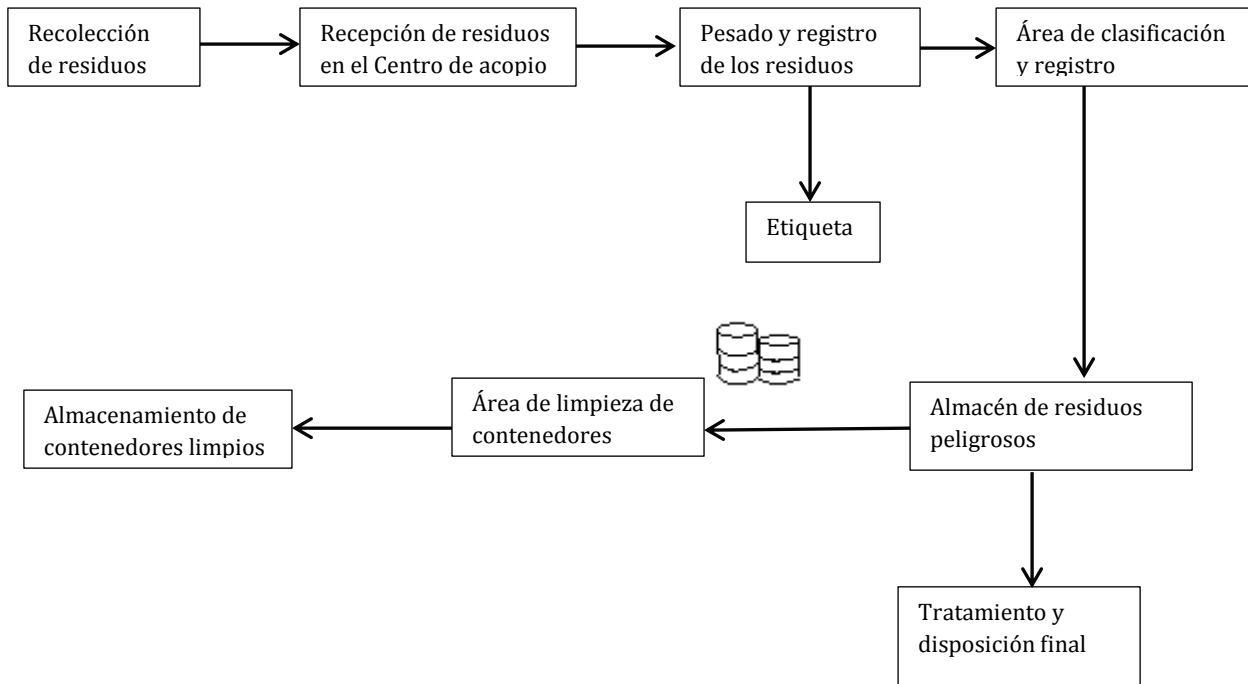 Recolección
de residuos
Recepción de residuos
en el Centro de acopio
Pesado y registro
de los residuos
Área de clasificación
y registro
Etiqueta
Almacenamiento de
contenedores limpios
Área de limpieza de
contenedores
Almacén de residuos
peligrosos
Tratamiento y
disposición final